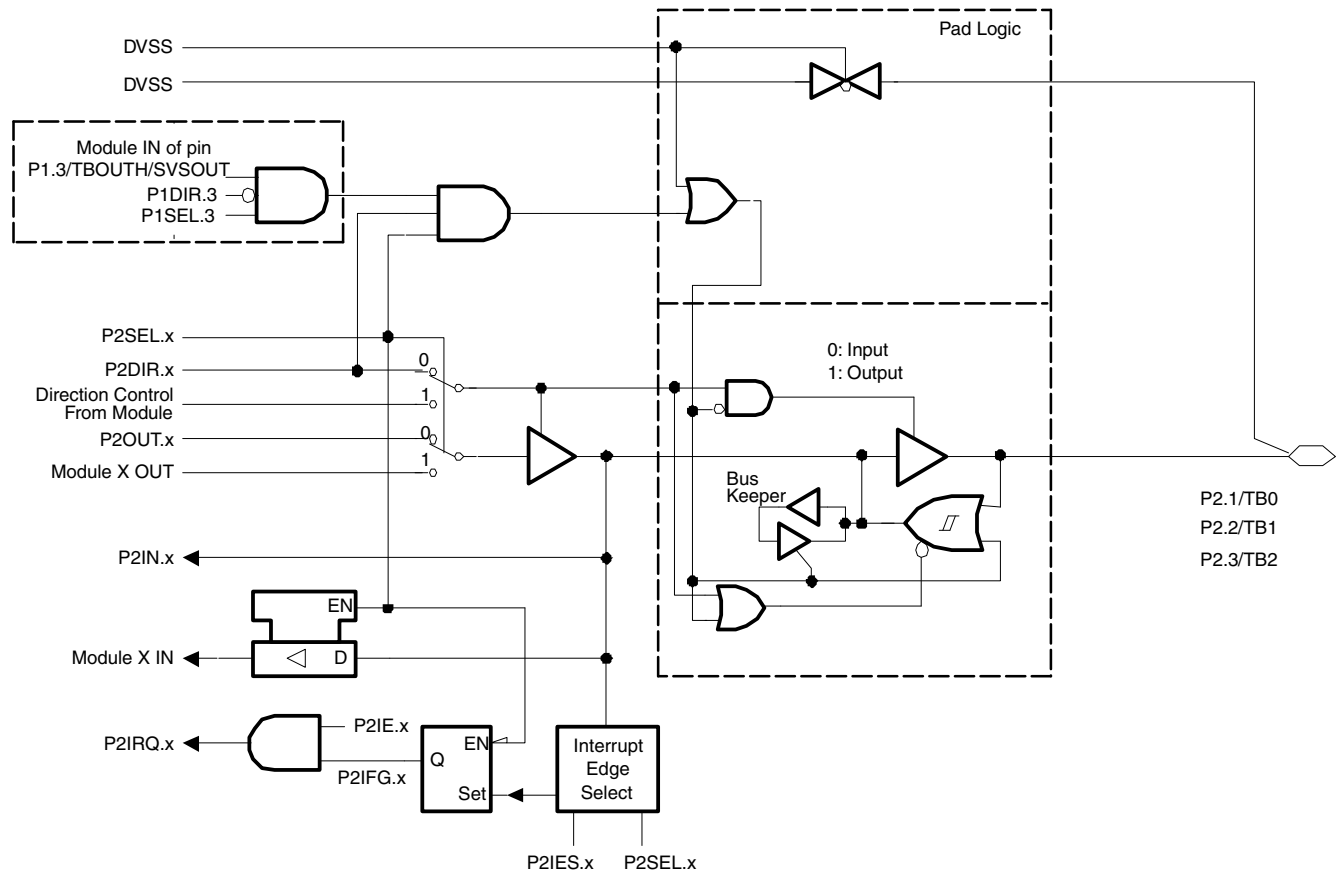 Pad Logic
DVSS
DVSS
Module IN of pin
P1.3/TBOUTH/SVSOUT
P1DIR.3
P1SEL.3
P2SEL.x
P2DIR.x
0
Direction Control
From Module
1
P2OUT.x
0
Module X OUT
1
0: Input
1: Output
Bus
Keeper
P2.1/TB0
P2.2/TB1
P2.3/TB2
P2IN.x
EN
Module X IN
D
P2IE.x
P2IRQ.x
P2IFG.x
EN
Q
Set
Interrupt
Edge
Select
P2IES.x
P2SEL.x